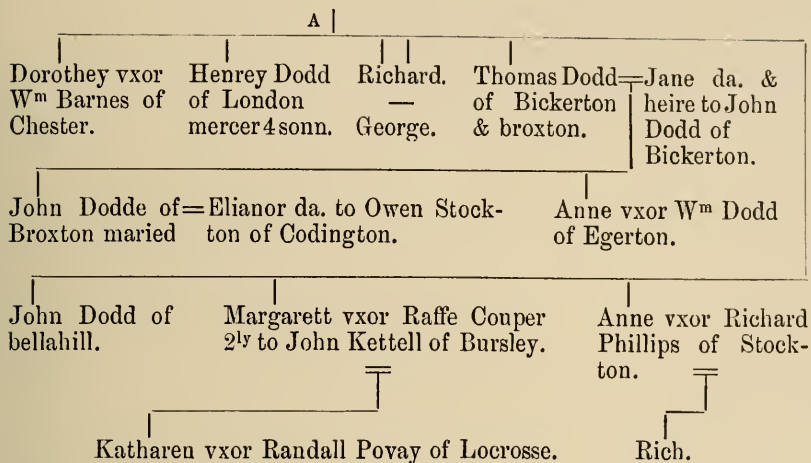 A
Dorothey vxor
Wᵐ Barnes of
Chester.
Henrey Dodd
of London
mercer 4 sonn.
Richard.
—
George.
Thomas Dodd
of Bickerton
& broxton.
Jane da. &
heire to John
Dodd of
Bickerton.
John Dodde of
Broxton maried
Elianor da. to Owen Stock-
ton of Codington.
Anne vxor Wᵐ Dodd
of Egerton.
John Dodd of
bellahill.
Margarett vxor Raffe Couper
2ˡʸ to John Kettell of Bursley.
Anne vxor Richard
Phillips of Stock-
ton.
Katharen vxor Randall Povay of Locrosse.
Rich.